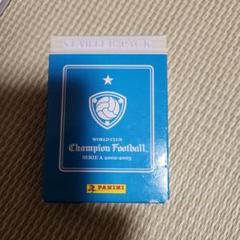 STARTER PACK
WORLD CLUB
Champion Football
SERIE A 2002-2003
PANINI